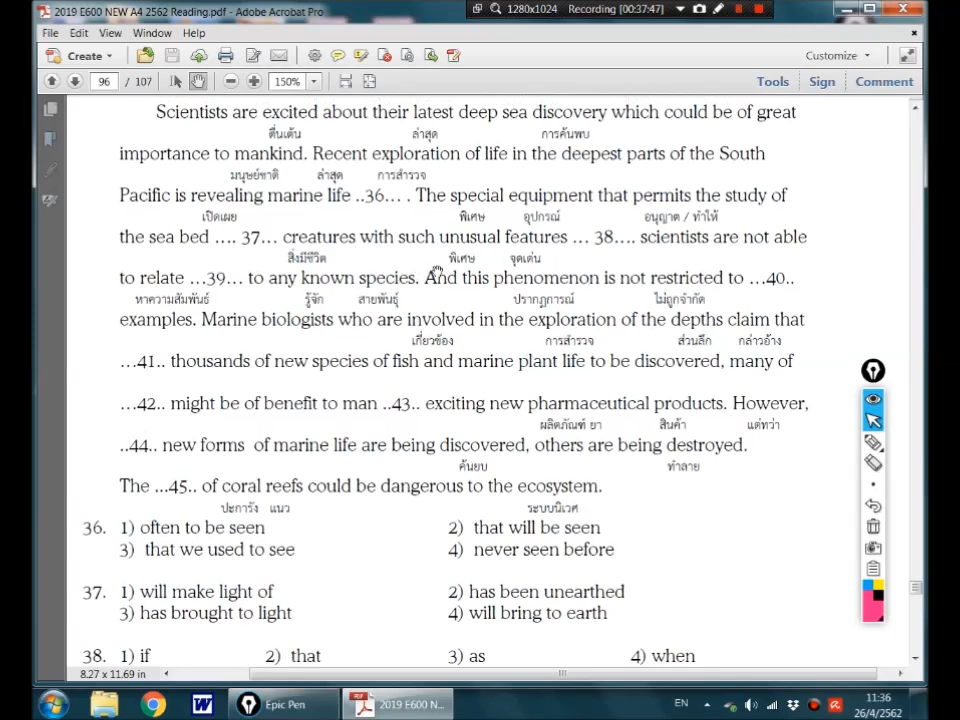 2019 E600 NEW A4 2562 Reading.pdf - Adobe Acrobat Pro
1280x1024 Recording [00:37:47]
File Edit View Window Help
Create Customize
96 / 107 150% Tools Sign Comment
Scientists are excited about their latest deep sea discovery which could be of great
ตื่นเต้น ล่าสุด การค้นพบ
importance to mankind. Recent exploration of life in the deepest parts of the South
มนุษย์ชาติ ล่าสุด การสำรวจ
Pacific is revealing marine life ..36... . The special equipment that permits the study of
เปิดเผย พิเศษ อุปกรณ์ อนุญาต / ทำให้
the sea bed .... 37... creatures with such unusual features ... 38.... scientists are not able
สิ่งมีชีวิต พิเศษ จุดเด่น
to relate ...39... to any known species. And this phenomenon is not restricted to ...40..
หาความสัมพันธ์ รู้จัก สายพันธุ์ ปรากฏการณ์ ไม่ถูกจำกัด
examples. Marine biologists who are involved in the exploration of the depths claim that
เกี่ยวข้อง การสำรวจ ส่วนลึก กล่าวอ้าง
...41.. thousands of new species of fish and marine plant life to be discovered, many of
...42.. might be of benefit to man ..43.. exciting new pharmaceutical products. However,
ผลิตภัณฑ์ ยา สินค้า แต่ทว่า
..44.. new forms of marine life are being discovered, others are being destroyed.
ค้นยบ ทำลาย
The ...45.. of coral reefs could be dangerous to the ecosystem.
ปะการัง แนว ระบบนิเวศ
36. 1) often to be seen 2) that will be seen
3) that we used to see 4) never seen before
37. 1) will make light of 2) has been unearthed
3) has brought to light 4) will bring to earth
38. 1) if 2) that 3) as 4) when
8.27 x 11.69 in
Epic Pen 2019 E600 N... EN 11:36
26/4/2562